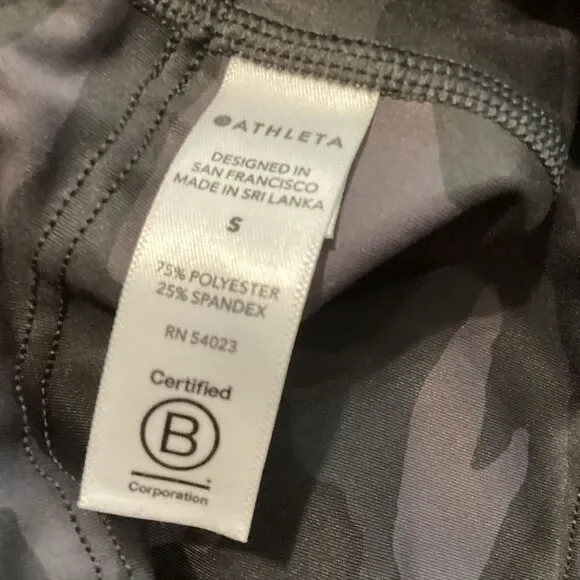 ATHLETA
DESIGNED IN
SAN FRANCISCO
MADE IN SRI LANKA
S
75% POLYESTER
25% SPANDEX
RN 54023
Certified
B
Corporation